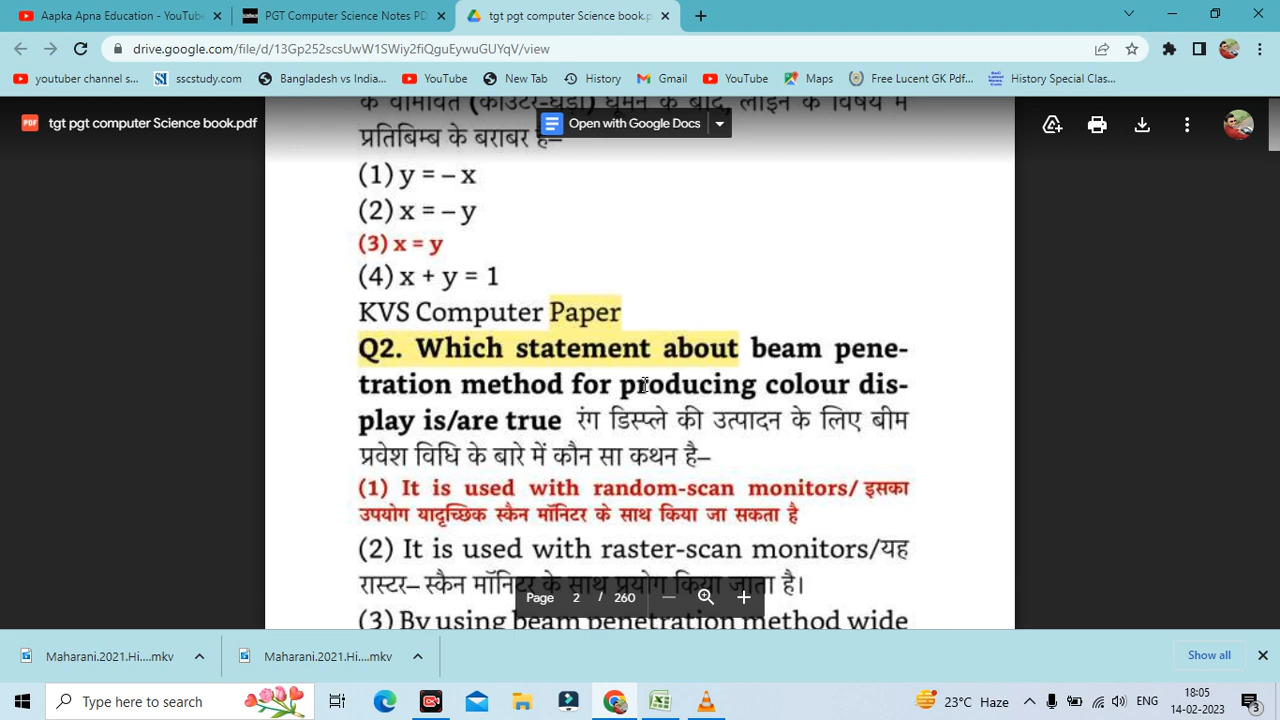 Aapka Apna Education - YouTube
PGT Computer Science Notes PD
tgt pgt computer Science book.p
drive.google.com/file/d/13Gp252scsUwW1SWiy2fiQguEywuGUYqV/view
youtuber channel s...
sscstudy.com
Bangladesh vs India...
YouTube
New Tab
History
Gmail
YouTube
Maps
Free Lucent GK Pdf...
History Special Clas...
tgt pgt computer Science book.pdf
Open with Google Docs
के वामावर्त (काउंटर-घड़ी) घूमने के बाद, लाइन के विषय में
प्रतिबिम्ब के बराबर है–
(1) y = – x
(2) x = – y
(3) x = y
(4) x + y = 1
KVS Computer Paper
Q2. Which statement about beam pene-
tration method for producing colour dis-
play is/are true रंग डिस्प्ले की उत्पादन के लिए बीम
प्रवेश विधि के बारे में कौन सा कथन है–
(1) It is used with random-scan monitors/ इसका
उपयोग यादृच्छिक स्कैन मॉनिटर के साथ किया जा सकता है
(2) It is used with raster-scan monitors/यह
रास्टर– स्कैन मॉनिटर के साथ प्रयोग किया जाता है।
Page 2 / 260
(3) By using beam penetration method wide
Maharani.2021.Hi....mkv
Maharani.2021.Hi....mkv
Show all
Type here to search
23°C Haze
ENG
18:05
14-02-2023
3